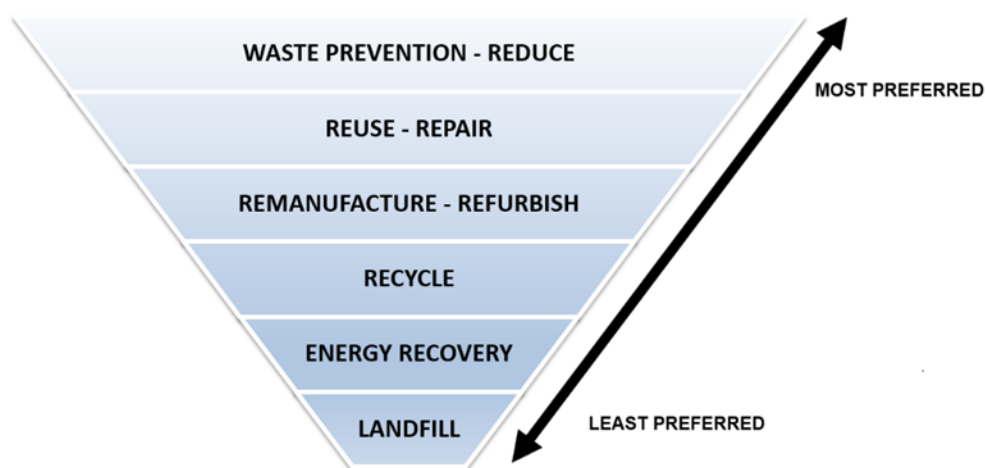 WASTE PREVENTION - REDUCE
MOST PREFERRED
REUSE - REPAIR
REMANUFACTURE - REFURBISH
RECYCLE
ENERGY RECOVERY
LANDFILL
LEAST PREFERRED